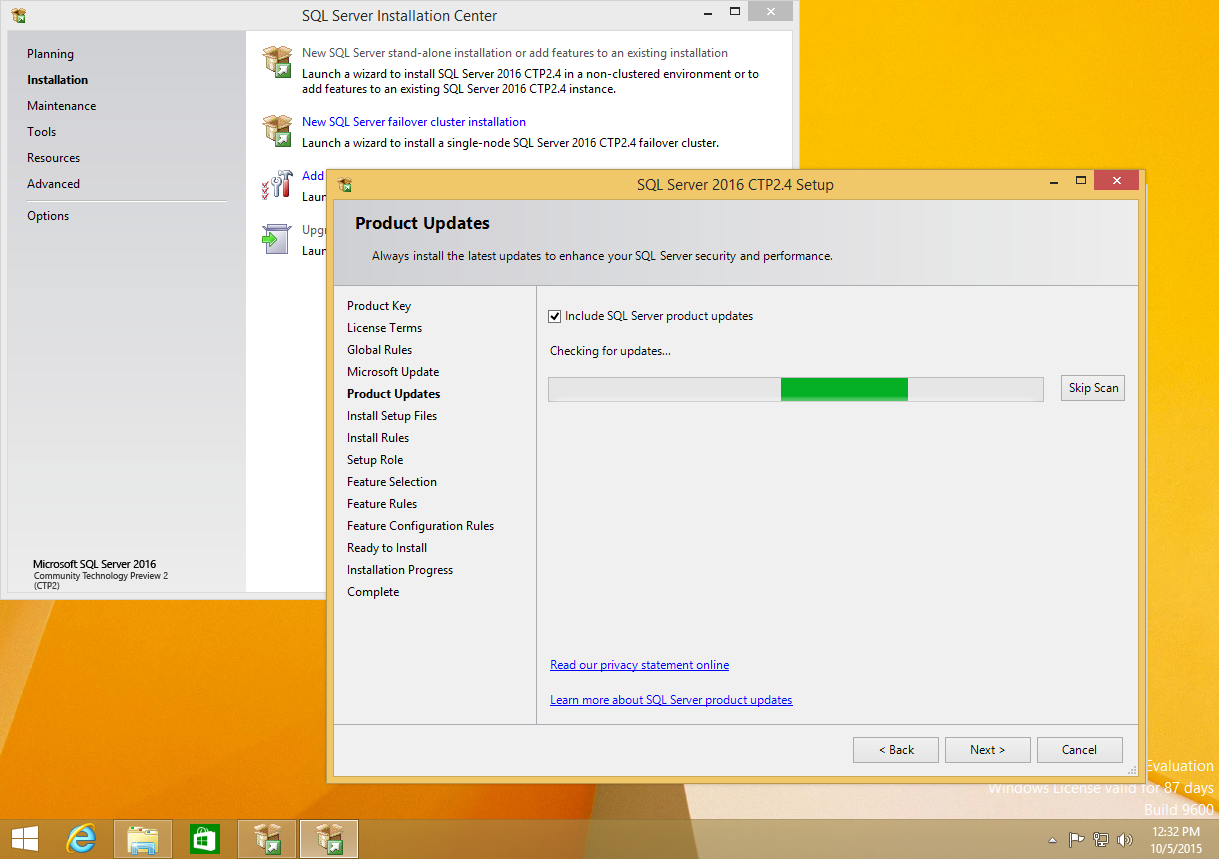 SQL Server Installation Center
Planning
Installation
Maintenance
Tools
Resources
Advanced
Options
Microsoft SQL Server 2016
Community Technology Preview 2
(CTP2)
New SQL Server stand-alone installation or add features to an existing installation
Launch a wizard to install SQL Server 2016 CTP2.4 in a non-clustered environment or to
add features to an existing SQL Server 2016 CTP2.4 instance.
New SQL Server failover cluster installation
Launch a wizard to install a single-node SQL Server 2016 CTP2.4 failover cluster.
Add
SQL Server 2016 CTP2.4 Setup
Product Updates
Always install the latest updates to enhance your SQL Server security and performance.
Product Key
License Terms
Global Rules
Microsoft Update
Product Updates
Install Setup Files
Install Rules
Setup Role
Feature Selection
Feature Rules
Feature Configuration Rules
Ready to Install
Installation Progress
Complete
Include SQL Server product updates
Checking for updates...
Skip Scan
Read our privacy statement online
Learn more about SQL Server product updates
< Back
Next >
Cancel
Evaluation
Windows License valid for 87 days
Build 9600
12:32 PM
10/5/2015